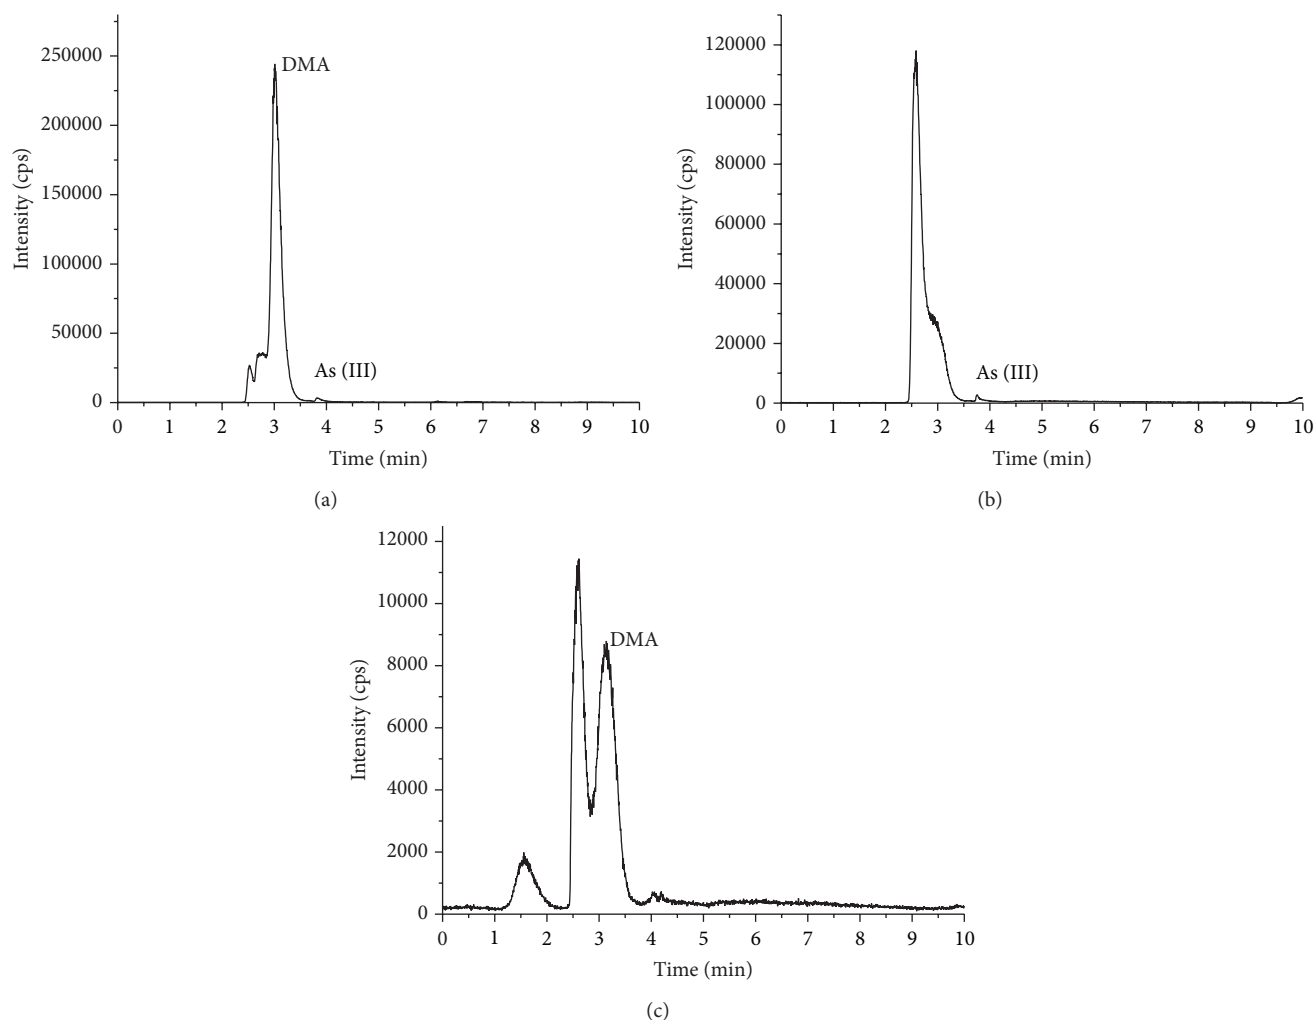 250000
200000
150000
100000
50000
0
Intensity (cps)
DMA
As (III)
0 1 2 3 4 5 6 7 8 9 10
Time (min)
(a)
120000
100000
80000
60000
40000
20000
0
Intensity (cps)
As (III)
0 1 2 3 4 5 6 7 8 9 10
Time (min)
(b)
12000
10000
8000
6000
4000
2000
0
Intensity (cps)
DMA
0 1 2 3 4 5 6 7 8 9 10
Time (min)
(c)